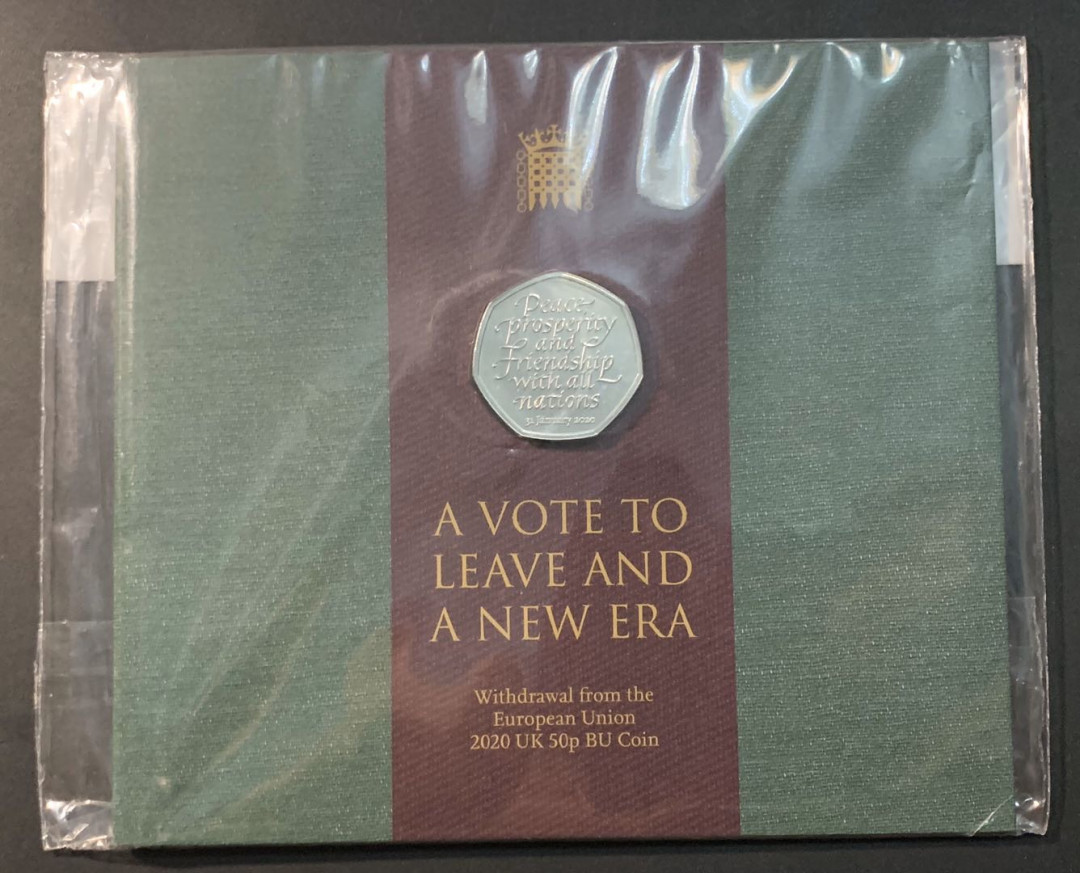 Peace,
prosperity
and
friendship
with all
nations
31 January 2020
A VOTE TO
LEAVE AND
A NEW ERA
Withdrawal from the
European Union
2020 UK 50p BU Coin